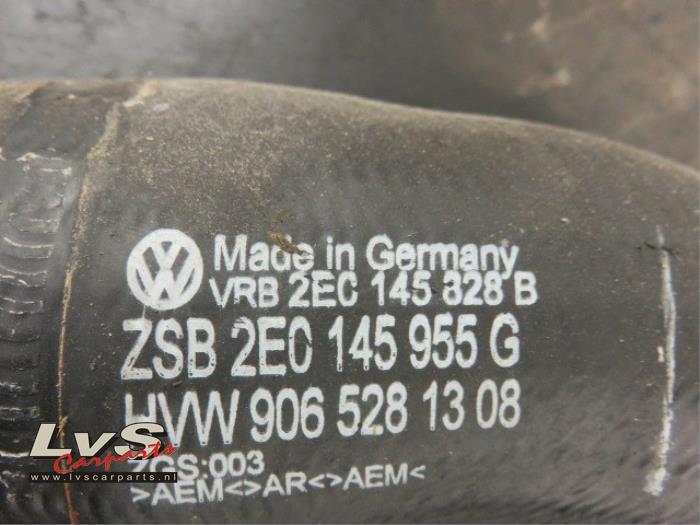 Made in Germany
VRB 2E0 145 828 B
ZSB 2E0 145 955 G
HVW 906 528 13 08
ZGS:003
>AEM<>AR<>AEM<
LvS
Carparts
www.lvscarparts.nl